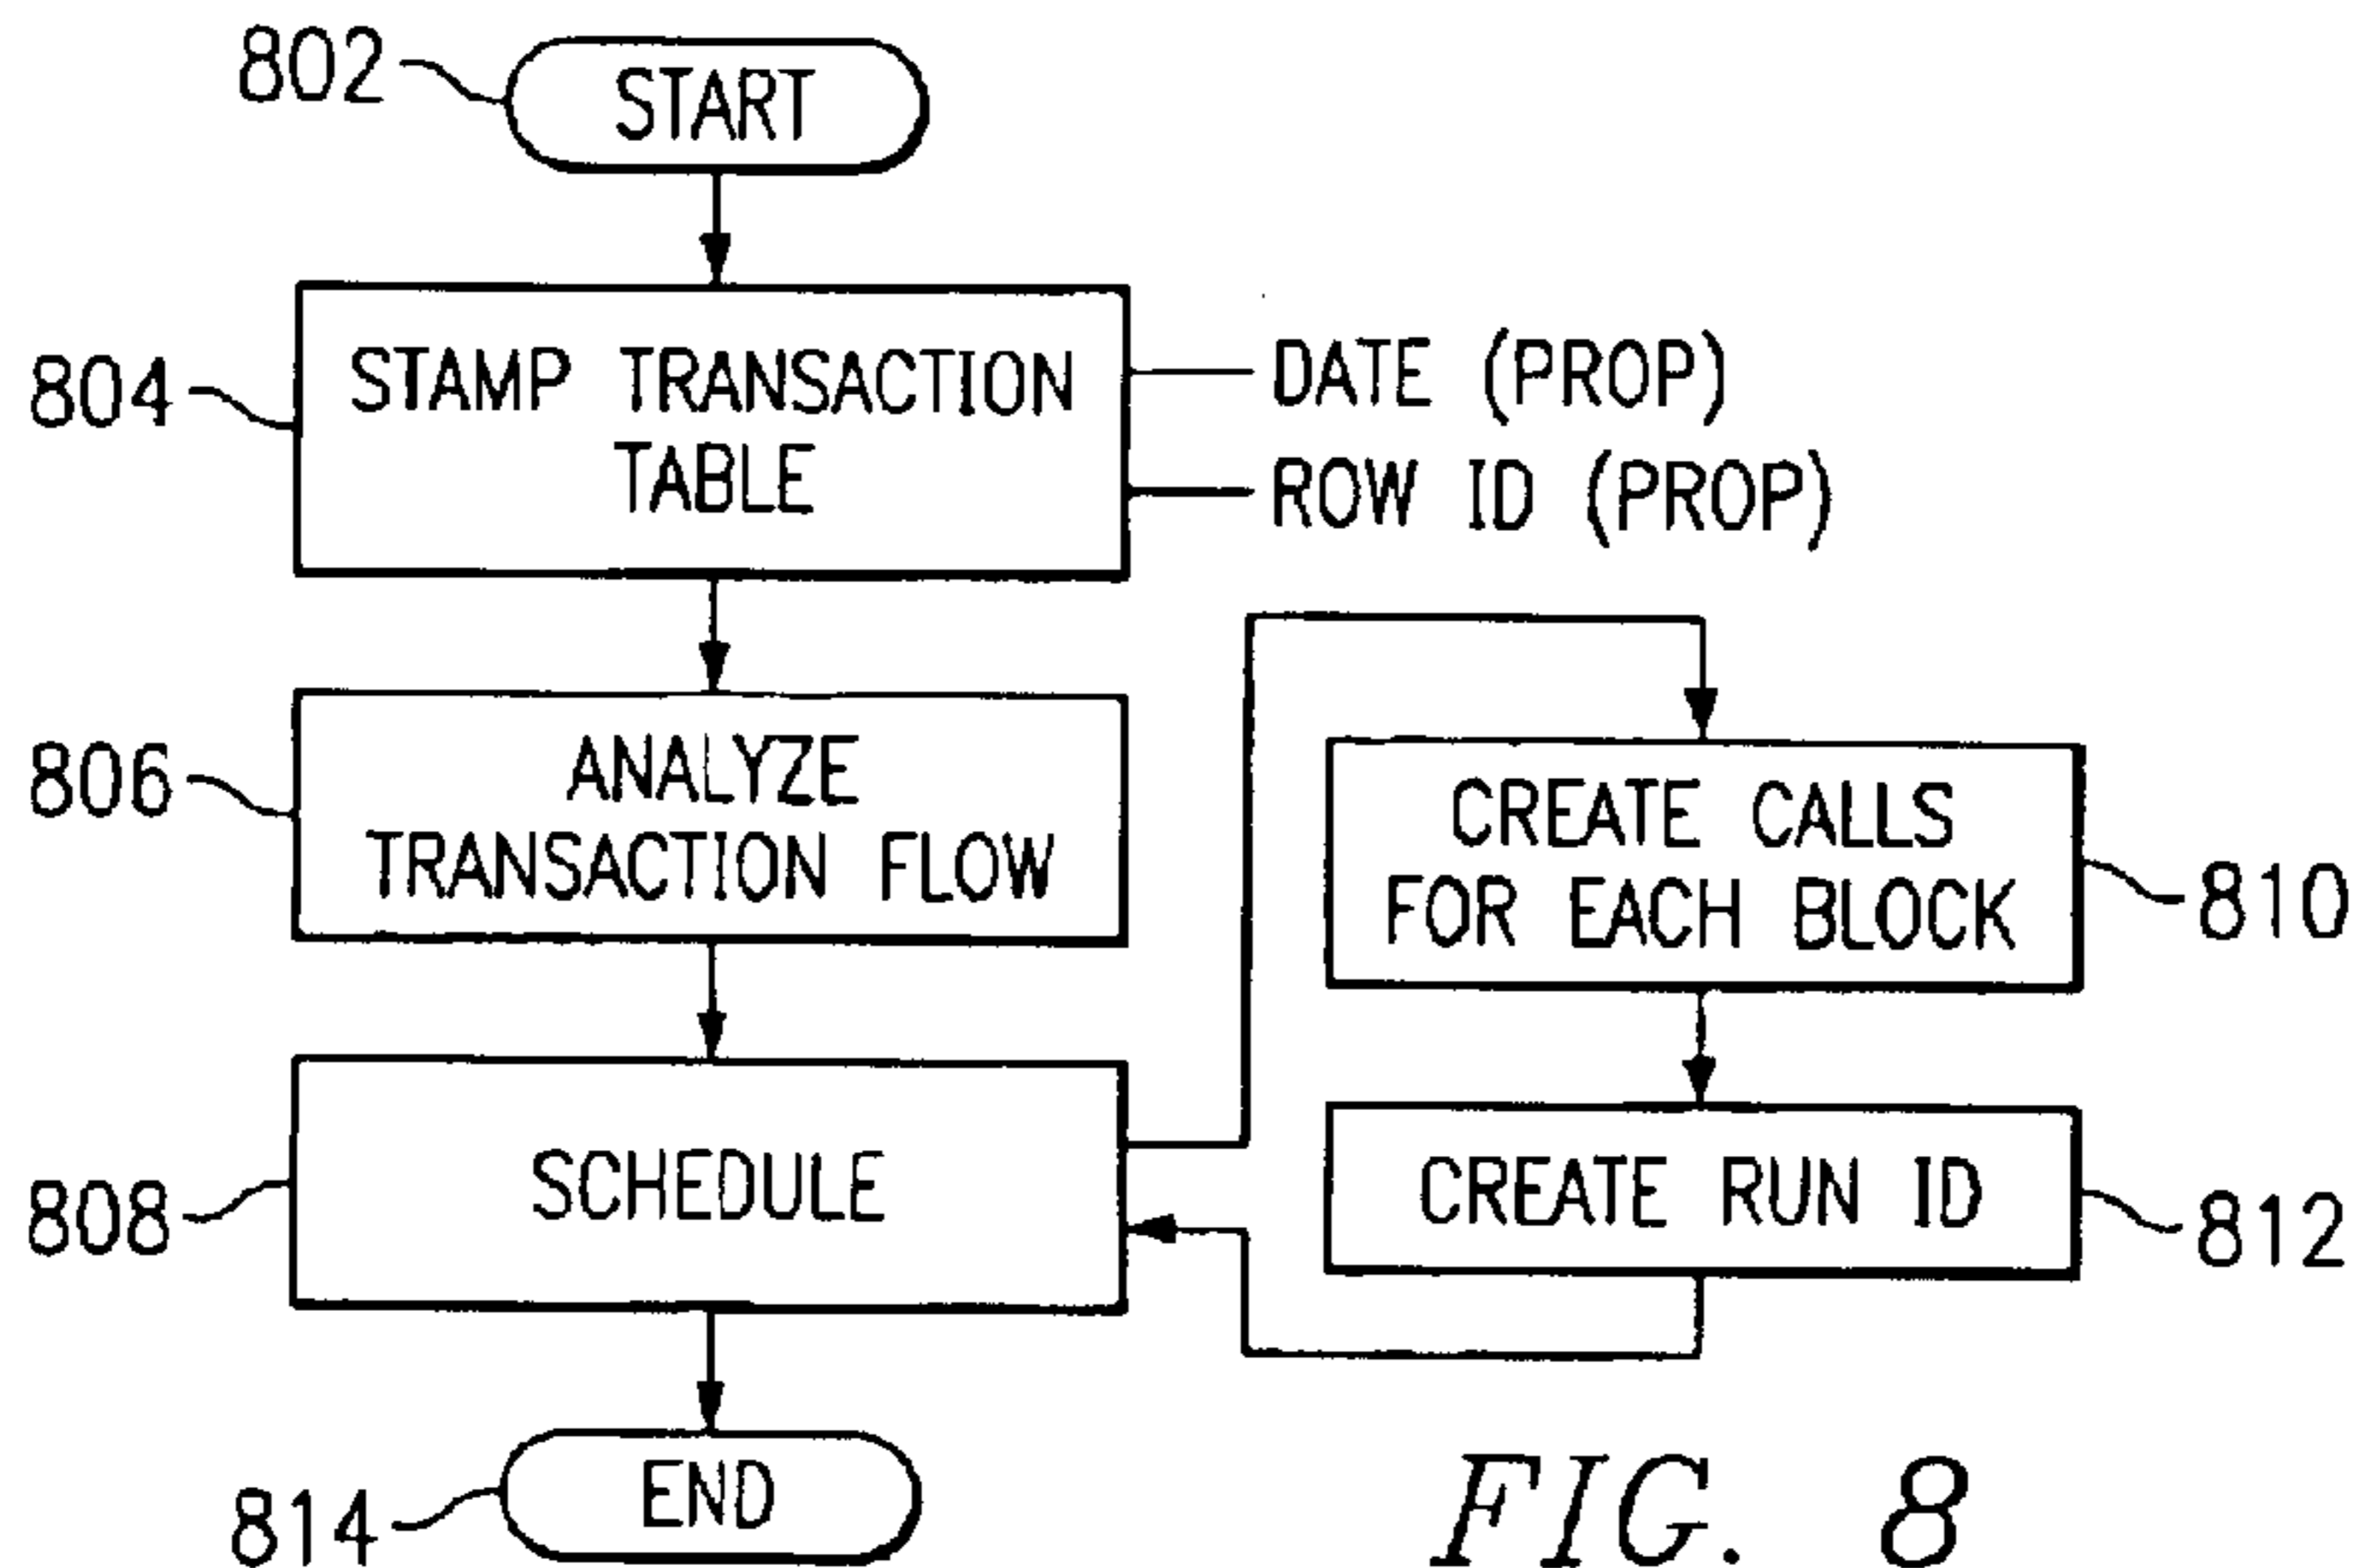 802
START
804
STAMP TRANSACTION
TABLE
DATE (PROP)
ROW ID (PROP)
806
ANALYZE
TRANSACTION FLOW
CREATE CALLS
FOR EACH BLOCK
810
808
SCHEDULE
CREATE RUN ID
812
814
END
FIG. 8